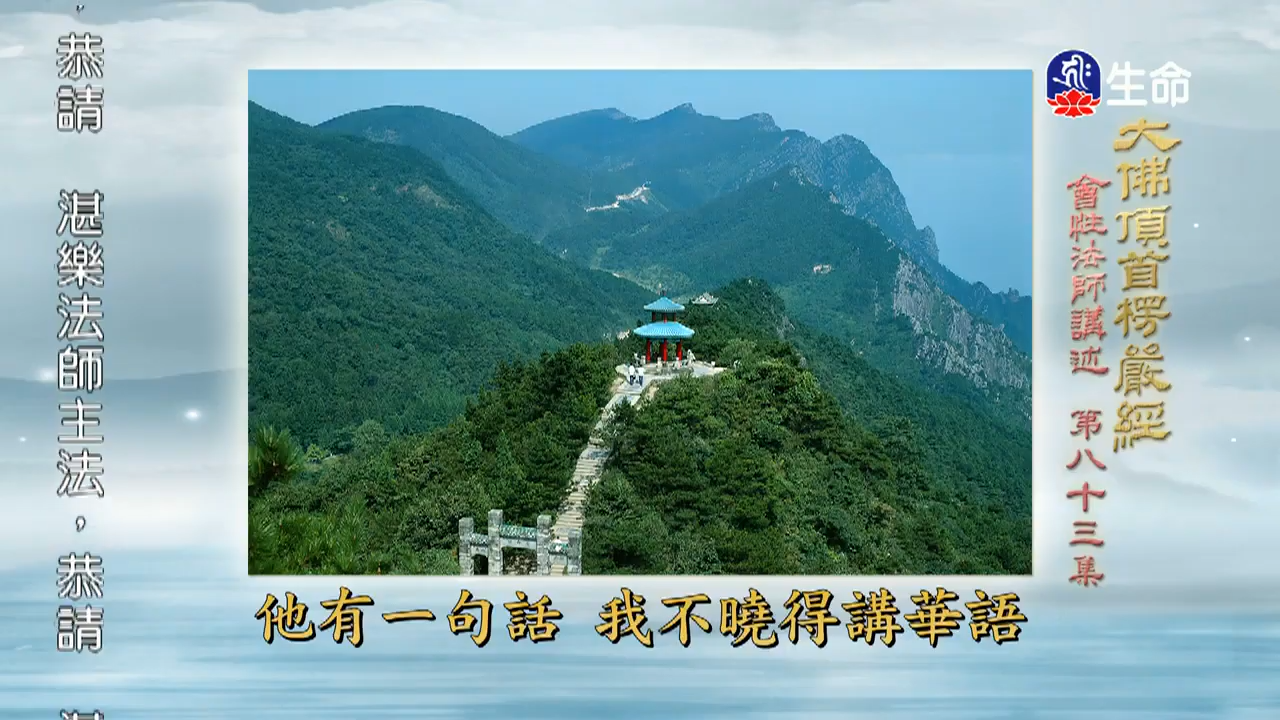 生命
大佛頂首楞嚴經
會性法師講述 第八十三集
，恭請 湛樂法師主法，恭請
他有一句話 我不曉得講華語